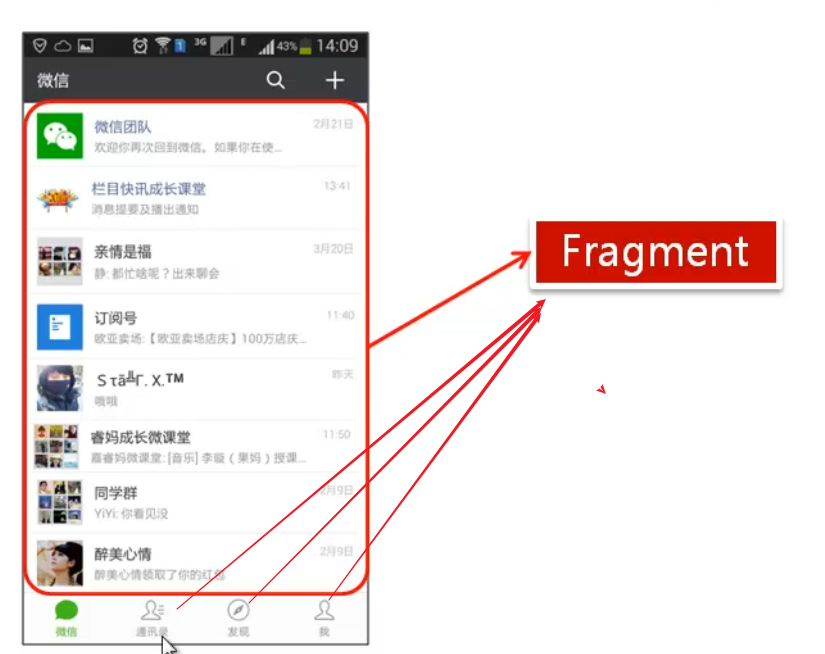 3G E 43% 14:09
微信
微信团队 2月21日
欢迎你再次回到微信。如果你在使...
栏目快讯成长课堂 13:41
消息提要及播出通知
亲情是福 3月20日
静: 都忙啥呢？出来聊会
订阅号 11:40
欧亚卖场:【欧亚卖场店庆】100万店庆...
Ｓτā╩Γ. X.™ 昨天
哦哦
睿妈成长微课堂 11:50
嘉睿妈微课堂: [音乐] 李璇（果妈）授课...
同学群 2月9日
YiYi: 你看见没
醉美心情 2月9日
醉美心情领取了你的红包
微信 通讯录 发现 我
Fragment